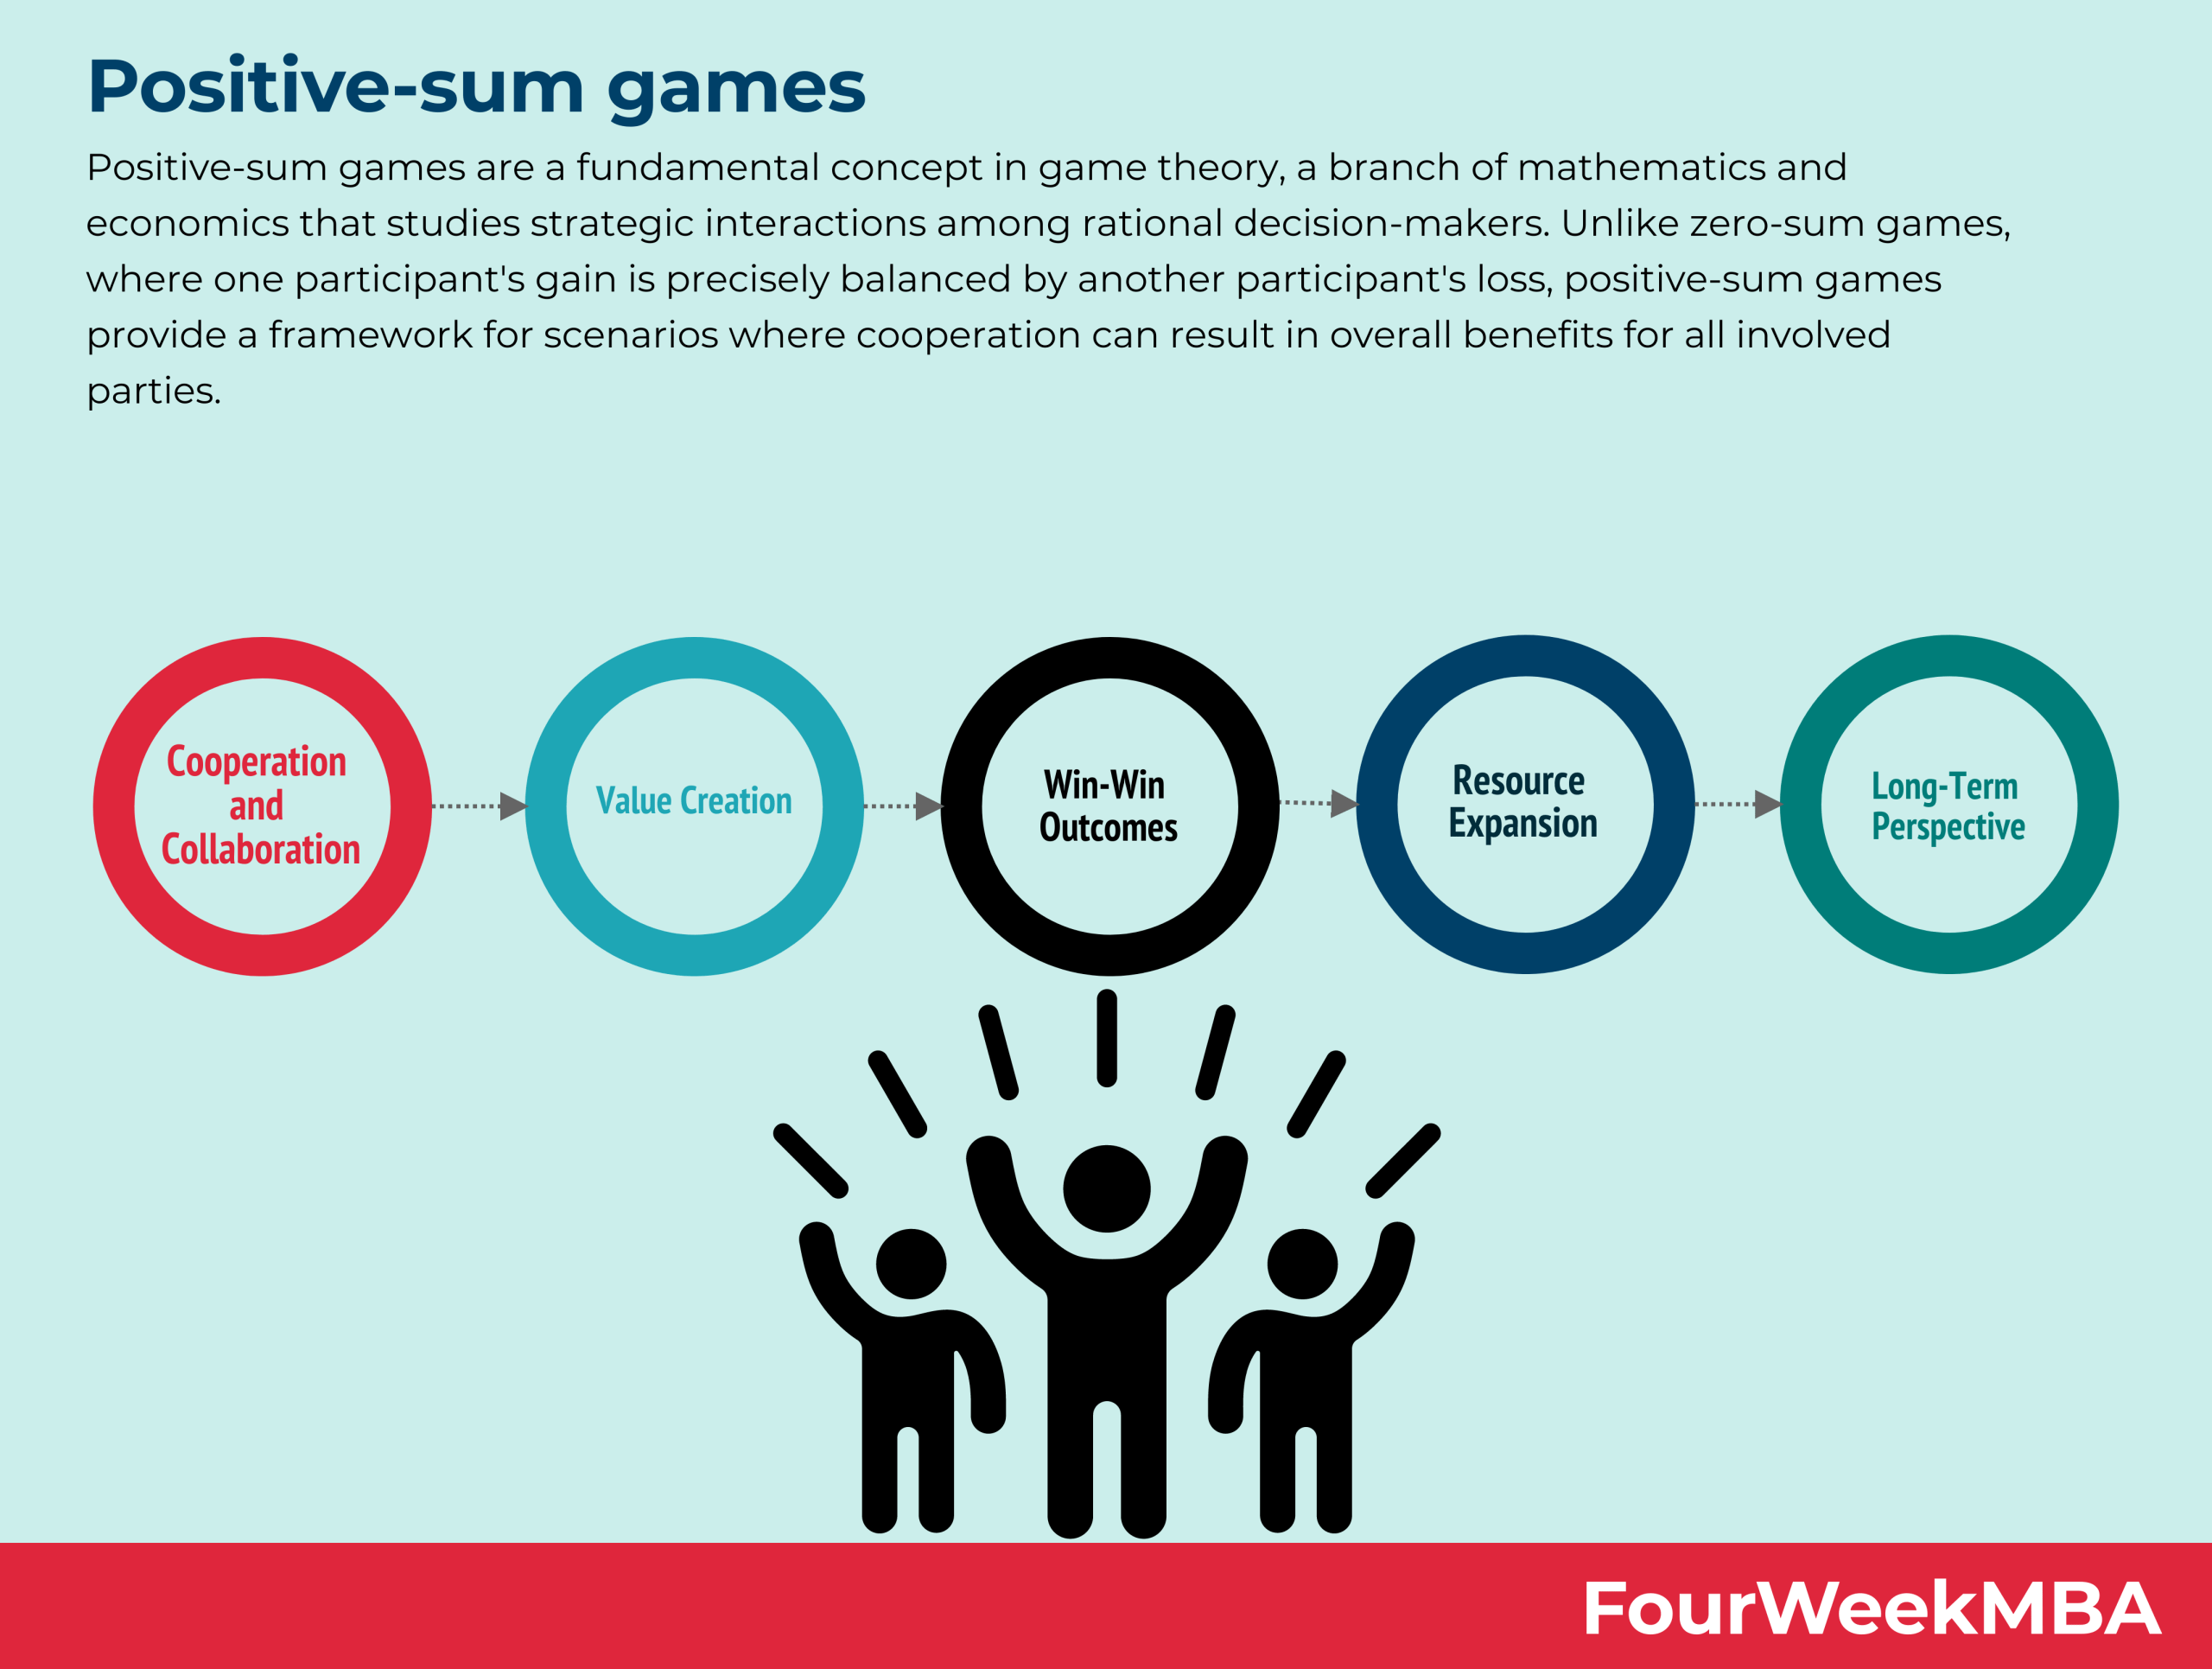 Positive-sum games
Positive-sum games are a fundamental concept in game theory, a branch of mathematics and
economics that studies strategic interactions among rational decision-makers. Unlike zero-sum games,
where one participant's gain is precisely balanced by another participant's loss, positive-sum games
provide a framework for scenarios where cooperation can result in overall benefits for all involved
parties.
Cooperation
and
Collaboration
Value Creation
Win-Win
Outcomes
Resource
Expansion
Long-Term
Perspective
FourWeekMBA